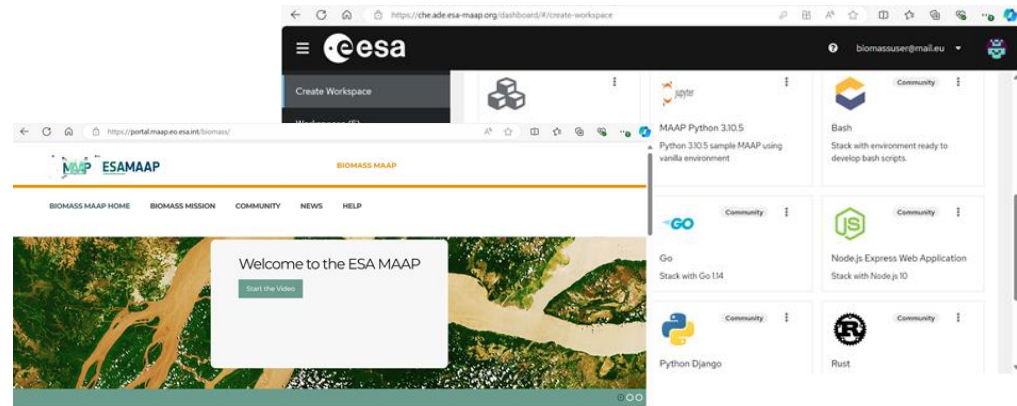 https://che.ade.esa-maap.org/dashboard/#/create-workspace
esa
biomassuser@mail.eu
Create Workspace
Community
jupyter
MAAP Python 3.10.5
Python 3.10.5 sample MAAP using
vanilla environment
Bash
Stack with environment ready to
develop bash scripts.
Community
GO
Go
Stack with Go 1.14
Community
JS
Node.js Express Web Application
Stack with Node.js 10
Community
Python Django
Community
R
Rust
https://portal.maap.eo.esa.int/biomass/
MAAP ESAMAAP
BIOMASS MAAP
BIOMASS MAAP HOME BIOMASS MISSION COMMUNITY NEWS HELP
Welcome to the ESA MAAP
Start the Video